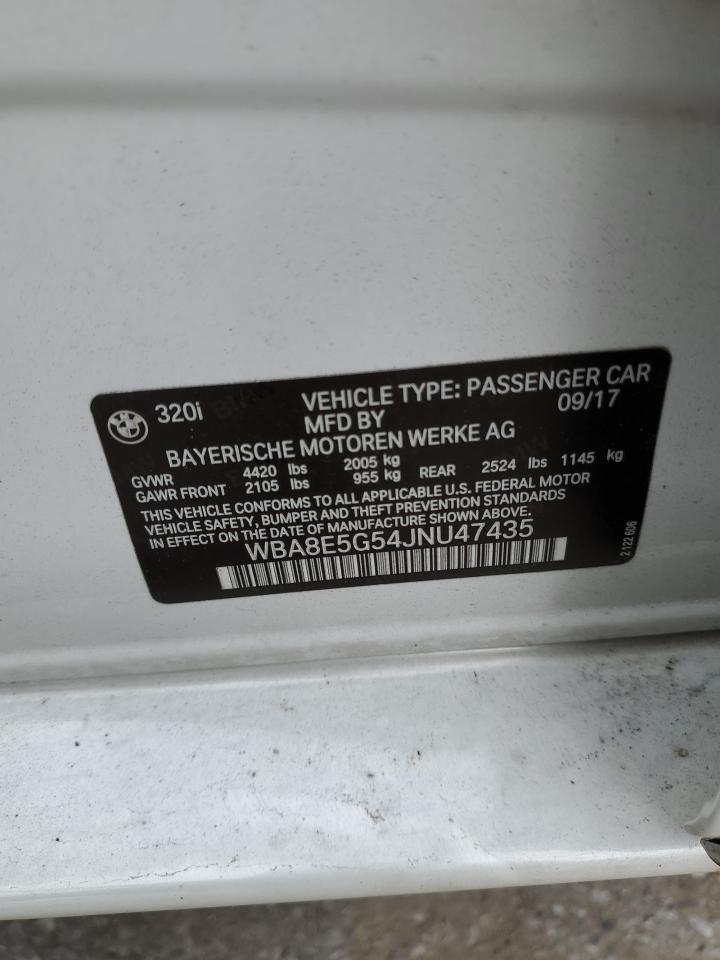 320i VEHICLE TYPE: PASSENGER CAR
MFD BY 09/17
BAYERISCHE MOTOREN WERKE AG
GVWR 4420 lbs 2005 kg
GAWR FRONT 2105 lbs 955 kg REAR 2524 lbs 1145 kg
THIS VEHICLE CONFORMS TO ALL APPLICABLE U.S. FEDERAL MOTOR
VEHICLE SAFETY, BUMPER AND THEFT PREVENTION STANDARDS
IN EFFECT ON DATE OF MANUFACTURE SHOWN ABOVE.
WBA8E5G54JNU47435
2 122 606